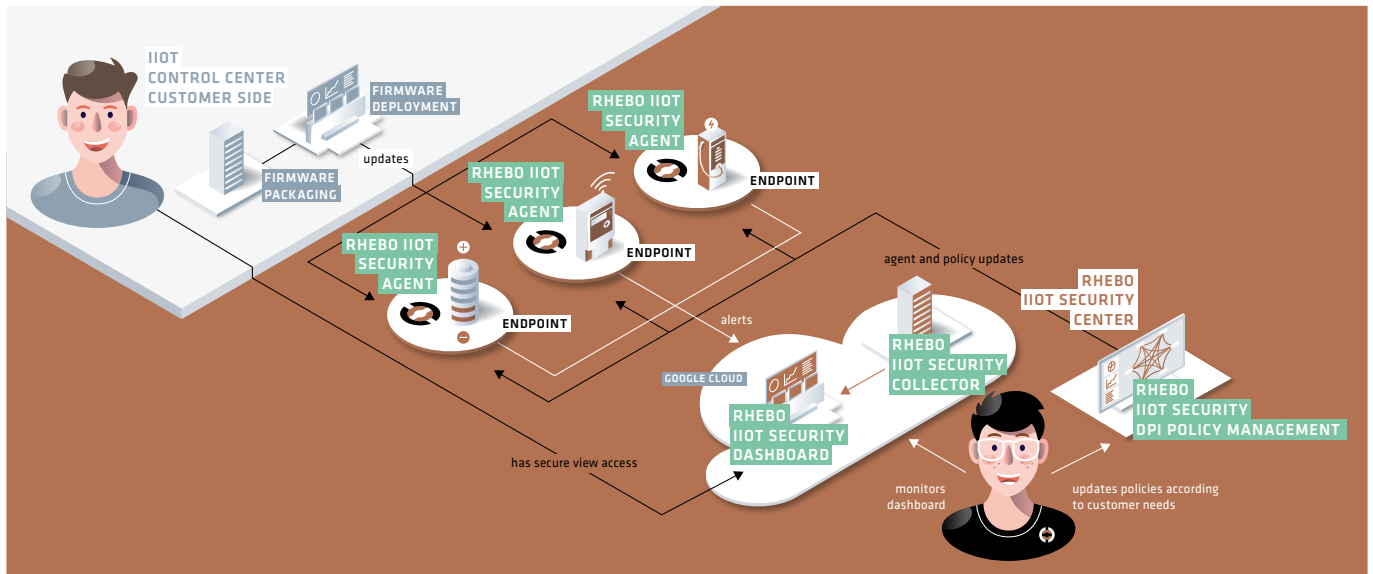 IIOT
CONTROL CENTER
CUSTOMER SIDE
FIRMWARE
DEPLOYMENT
FIRMWARE
PACKAGING
updates
RHEBO IIOT
SECURITY
AGENT
ENDPOINT
RHEBO IIOT
SECURITY
AGENT
ENDPOINT
RHEBO IIOT
SECURITY
AGENT
ENDPOINT
agent and policy updates
RHEBO
IIOT SECURITY
CENTER
alerts
GOOGLE CLOUD
RHEBO
IIOT SECURITY
COLLECTOR
RHEBO
IIOT SECURITY
DASHBOARD
RHEBO
IIOT SECURITY
DPI POLICY MANAGEMENT
has secure view access
monitors
dashboard
updates policies according
to customer needs